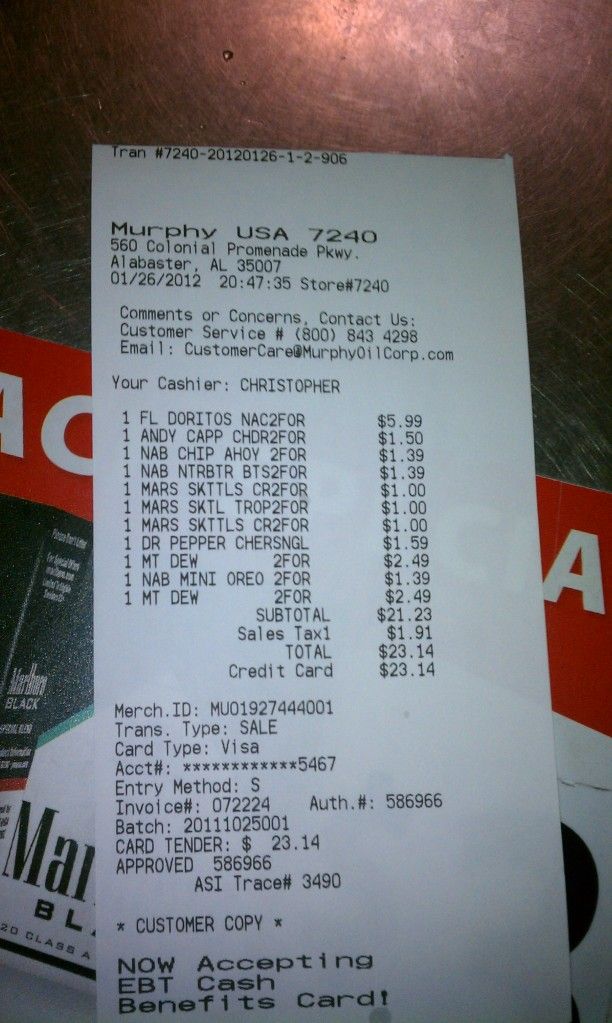 Tran #7240-20120126-1-2-906
Murphy USA 7240
560 Colonial Promenade Pkwy.
Alabaster, AL 35007
01/26/2012 20:47:35 Store#7240
Comments or Concerns, Contact Us:
Customer Service # (800) 843 4298
Email: CustomerCare@MurphyOilCorp.com
Your Cashier: CHRISTOPHER
1 FL DORITOS NAC2FOR $5.99
1 ANDY CAPP CHDR2FOR $1.50
1 NAB CHIP AHOY 2FOR $1.39
1 NAB NTRBTR BTS2FOR $1.39
1 MARS SKTTLS CR2FOR $1.00
1 MARS SKTL TROP2FOR $1.00
1 MARS SKTTLS CR2FOR $1.00
1 DR PEPPER CHERSNGL $1.59
1 MT DEW 2FOR $2.49
1 NAB MINI OREO 2FOR $1.39
1 MT DEW 2FOR $2.49
SUBTOTAL $21.23
Sales Tax1 $1.91
TOTAL $23.14
Credit Card $23.14
Merch.ID: MU01927444001
Trans. Type: SALE
Card Type: Visa
Acct#: ************5467
Entry Method: S
Invoice#: 072224 Auth.#: 586966
Batch: 20111025001
CARD TENDER: $ 23.14
APPROVED 586966
ASI Trace# 3490
* CUSTOMER COPY *
NOW Accepting
EBT Cash
Benefits Card!
AC
A
Marlboro
BLACK
Mar
BL
20 CLASS A